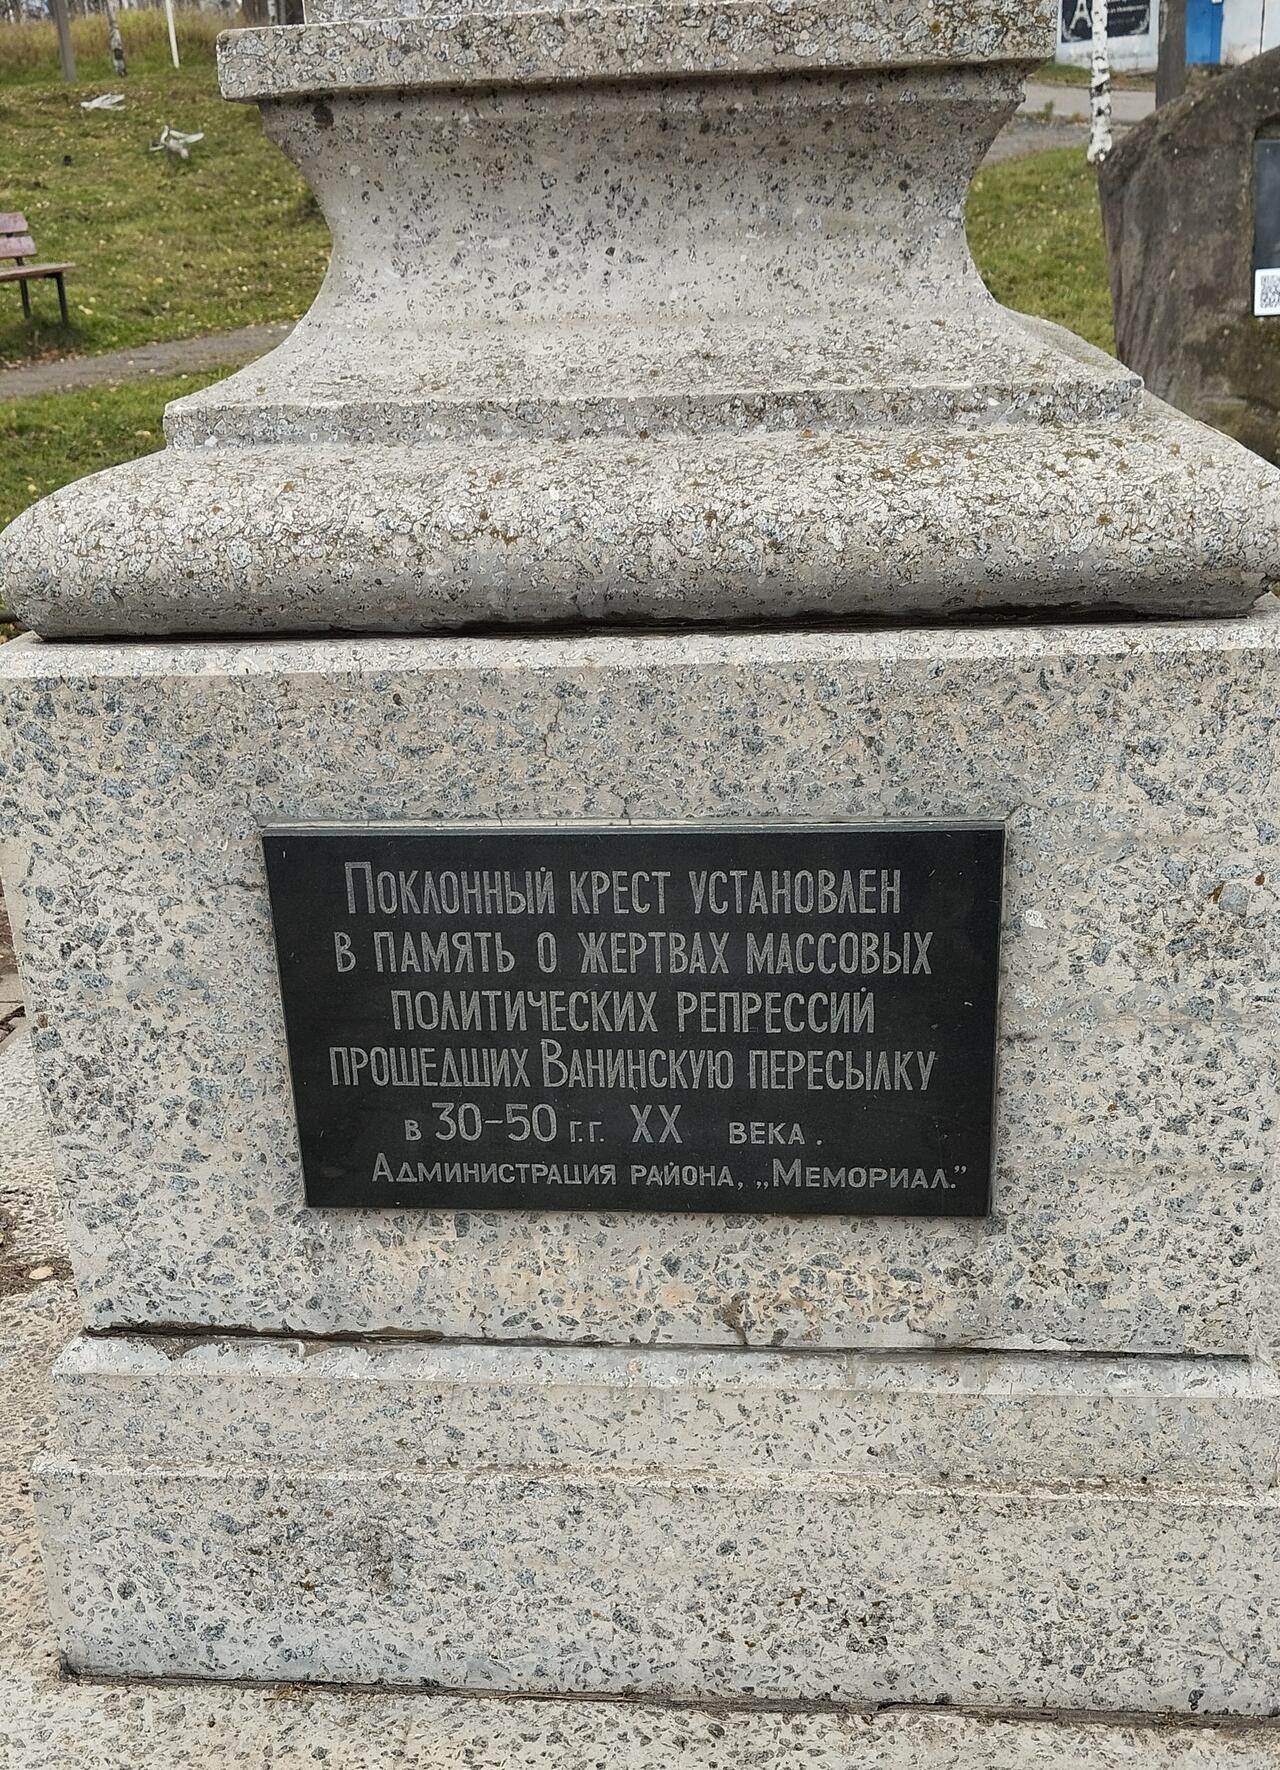 Поклонный крест установлен
в память о жертвах массовых
политических репрессий
прошедших Ванинскую пересылку
в 30-50 г.г. XX века.
Администрация района, „Мемориал.”